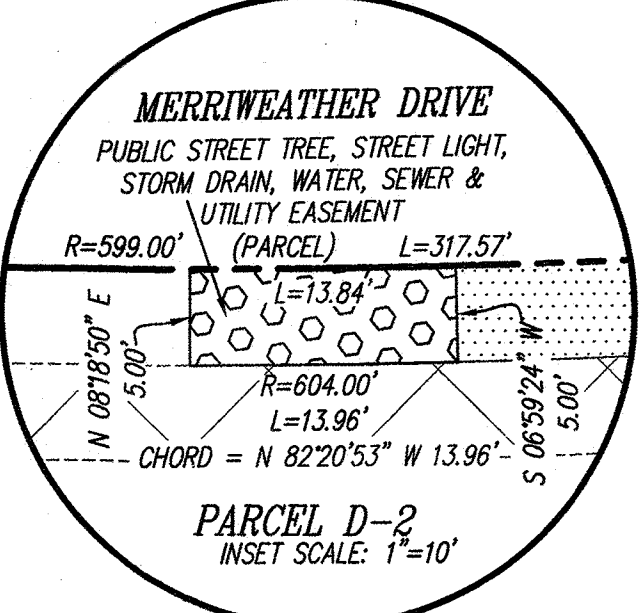 MERRIWEATHER DRIVE
PUBLIC STREET TREE, STREET LIGHT,
STORM DRAIN, WATER, SEWER &
UTILITY EASEMENT
R=599.00' (PARCEL) L=317.57'
L=13.84'
N 08°18'50" E
5.00'
S 06°59'24" W
5.00'
R=604.00'
L=13.96'
CHORD = N 82°20'53" W 13.96'
PARCEL D-2
INSET SCALE: 1"=10'